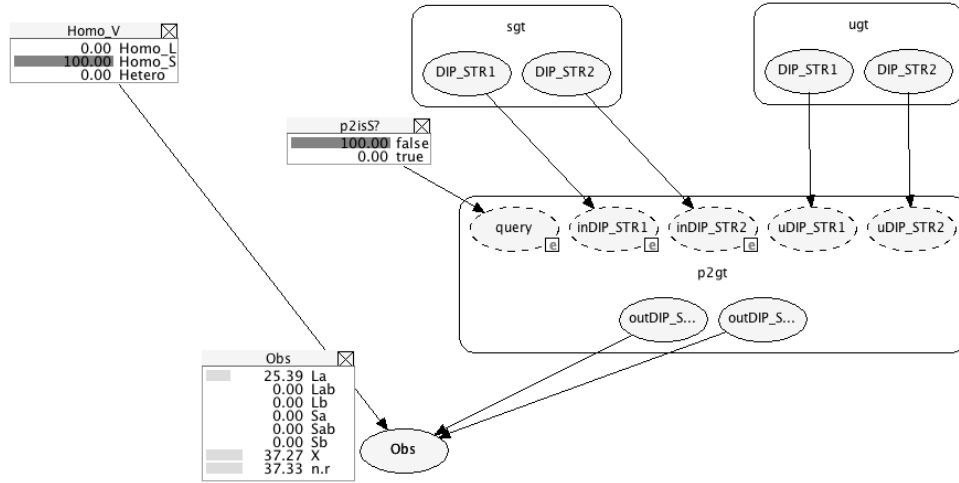 Homo_V
0.00 Homo_L
100.00 Homo_S
0.00 Hetero
sgt
DIP_STR1
DIP_STR2
ugt
DIP_STR1
DIP_STR2
p2isS?
100.00 false
0.00 true
query
e
inDIP_STR1
e
inDIP_STR2
e
uDIP_STR1
uDIP_STR2
p2gt
outDIP_S...
outDIP_S...
Obs
25.39 La
0.00 Lab
0.00 Lb
0.00 Sa
0.00 Sab
0.00 Sb
37.27 X
37.33 n.r
Obs